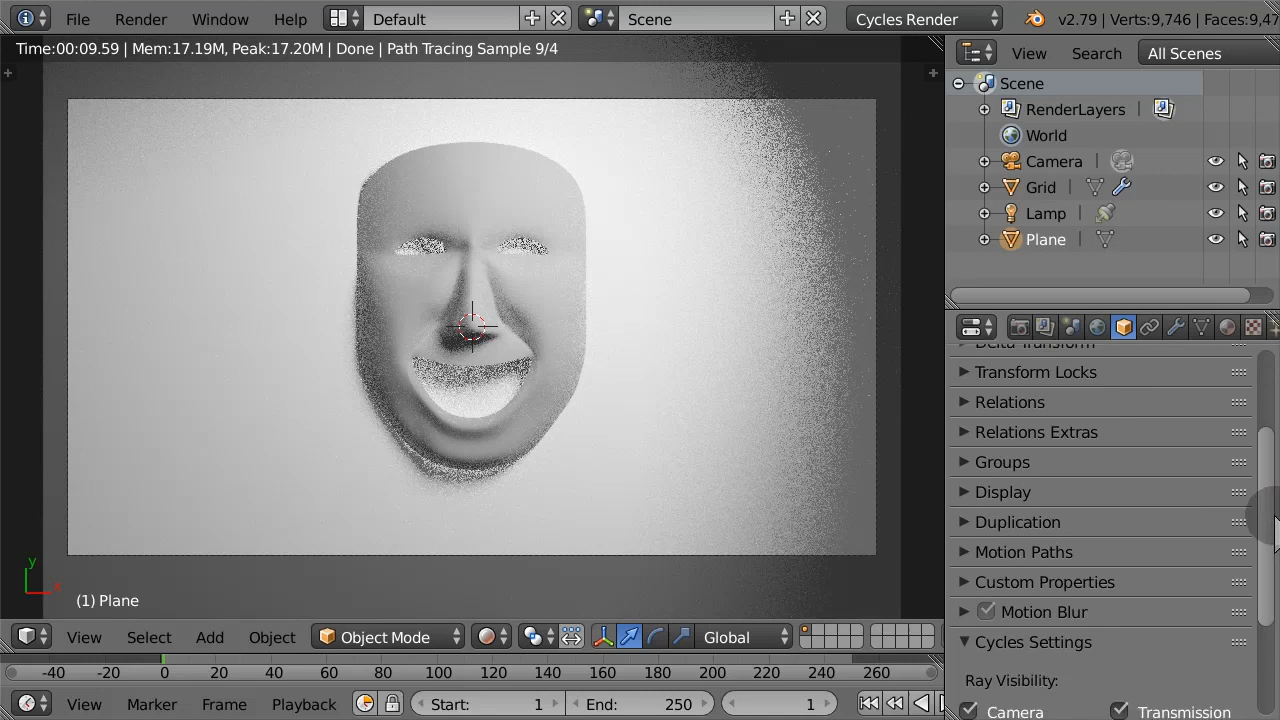 File Render Window Help Default Scene Cycles Render v2.79 | Verts:9,746 | Faces:9,47
Time:00:09.59 | Mem:17.19M, Peak:17.20M | Done | Path Tracing Sample 9/4
View Search All Scenes
Scene
RenderLayers
World
Camera
Grid
Lamp
Plane
Transform Locks
Relations
Relations Extras
Groups
Display
Duplication
Motion Paths
Custom Properties
Motion Blur
Cycles Settings
Ray Visibility:
Camera Transmission
y
x
(1) Plane
View Select Add Object Object Mode Global
-40 -20 0 20 40 60 80 100 120 140 160 180 200 220 240 260
View Marker Frame Playback Start: 1 End: 250 1